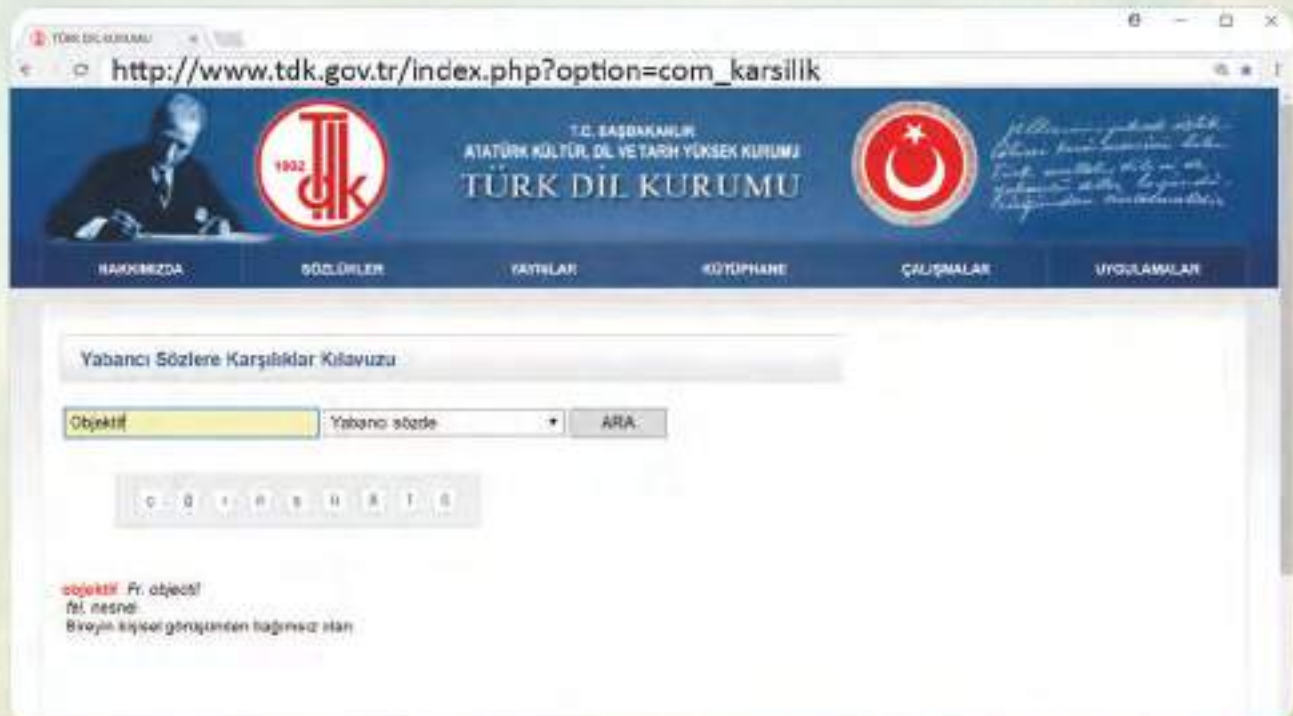 TÜRK DİL KURUMU
http://www.tdk.gov.tr/index.php?option=com_karsilik
1932
T.C. BAŞBAKANLIK
ATATÜRK KÜLTÜR, DİL VE TARİH YÜKSEK KURUMU
TÜRK DİL KURUMU
HAKKIMIZDA SÖZLÜKLER YAYINLAR KÜTÜPHANE ÇALIŞMALAR UYGULAMALAR
Yabancı Sözlere Karşılıklar Kılavuzu
Objektif Yabancı sözde ARA
objektif Fr. objectif
fel. nesnel
Bireyin kişisel görüşünden bağımsız olan